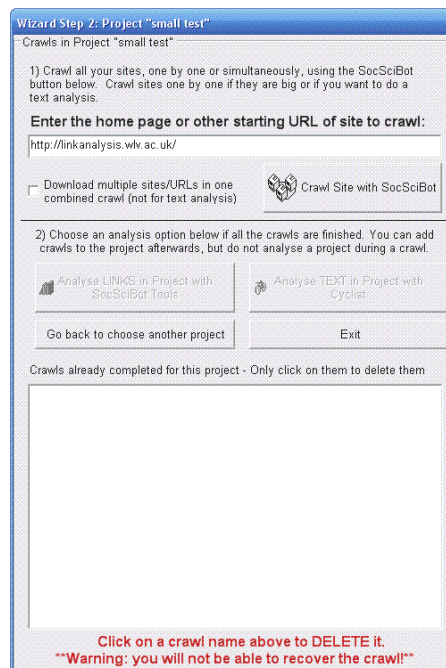 Wizard Step 2: Project "small test"
Crawls in Project "small test"
1) Crawl all your sites, one by one or simultaneously, using the SocSciBot
button below. Crawl sites one by one if they are big or if you want to do a
text analysis.
Enter the home page or other starting URL of site to crawl:
http://linkanalysis.wlv.ac.uk/
Download multiple sites/URLs in one
combined crawl (not for text analysis)
Crawl Site with SocSciBot
2) Choose an analysis option below if all the crawls are finished. You can add
crawls to the project afterwards, but do not analyse a project during a crawl.
Analyse LINKS in Project with
SocSciBot Tools
Analyse TEXT in Project with
Cyclist
Go back to choose another project
Exit
Crawls already completed for this project - Only click on them to delete them
Click on a crawl name above to DELETE it.
**Warning: you will not be able to recover the crawl!**